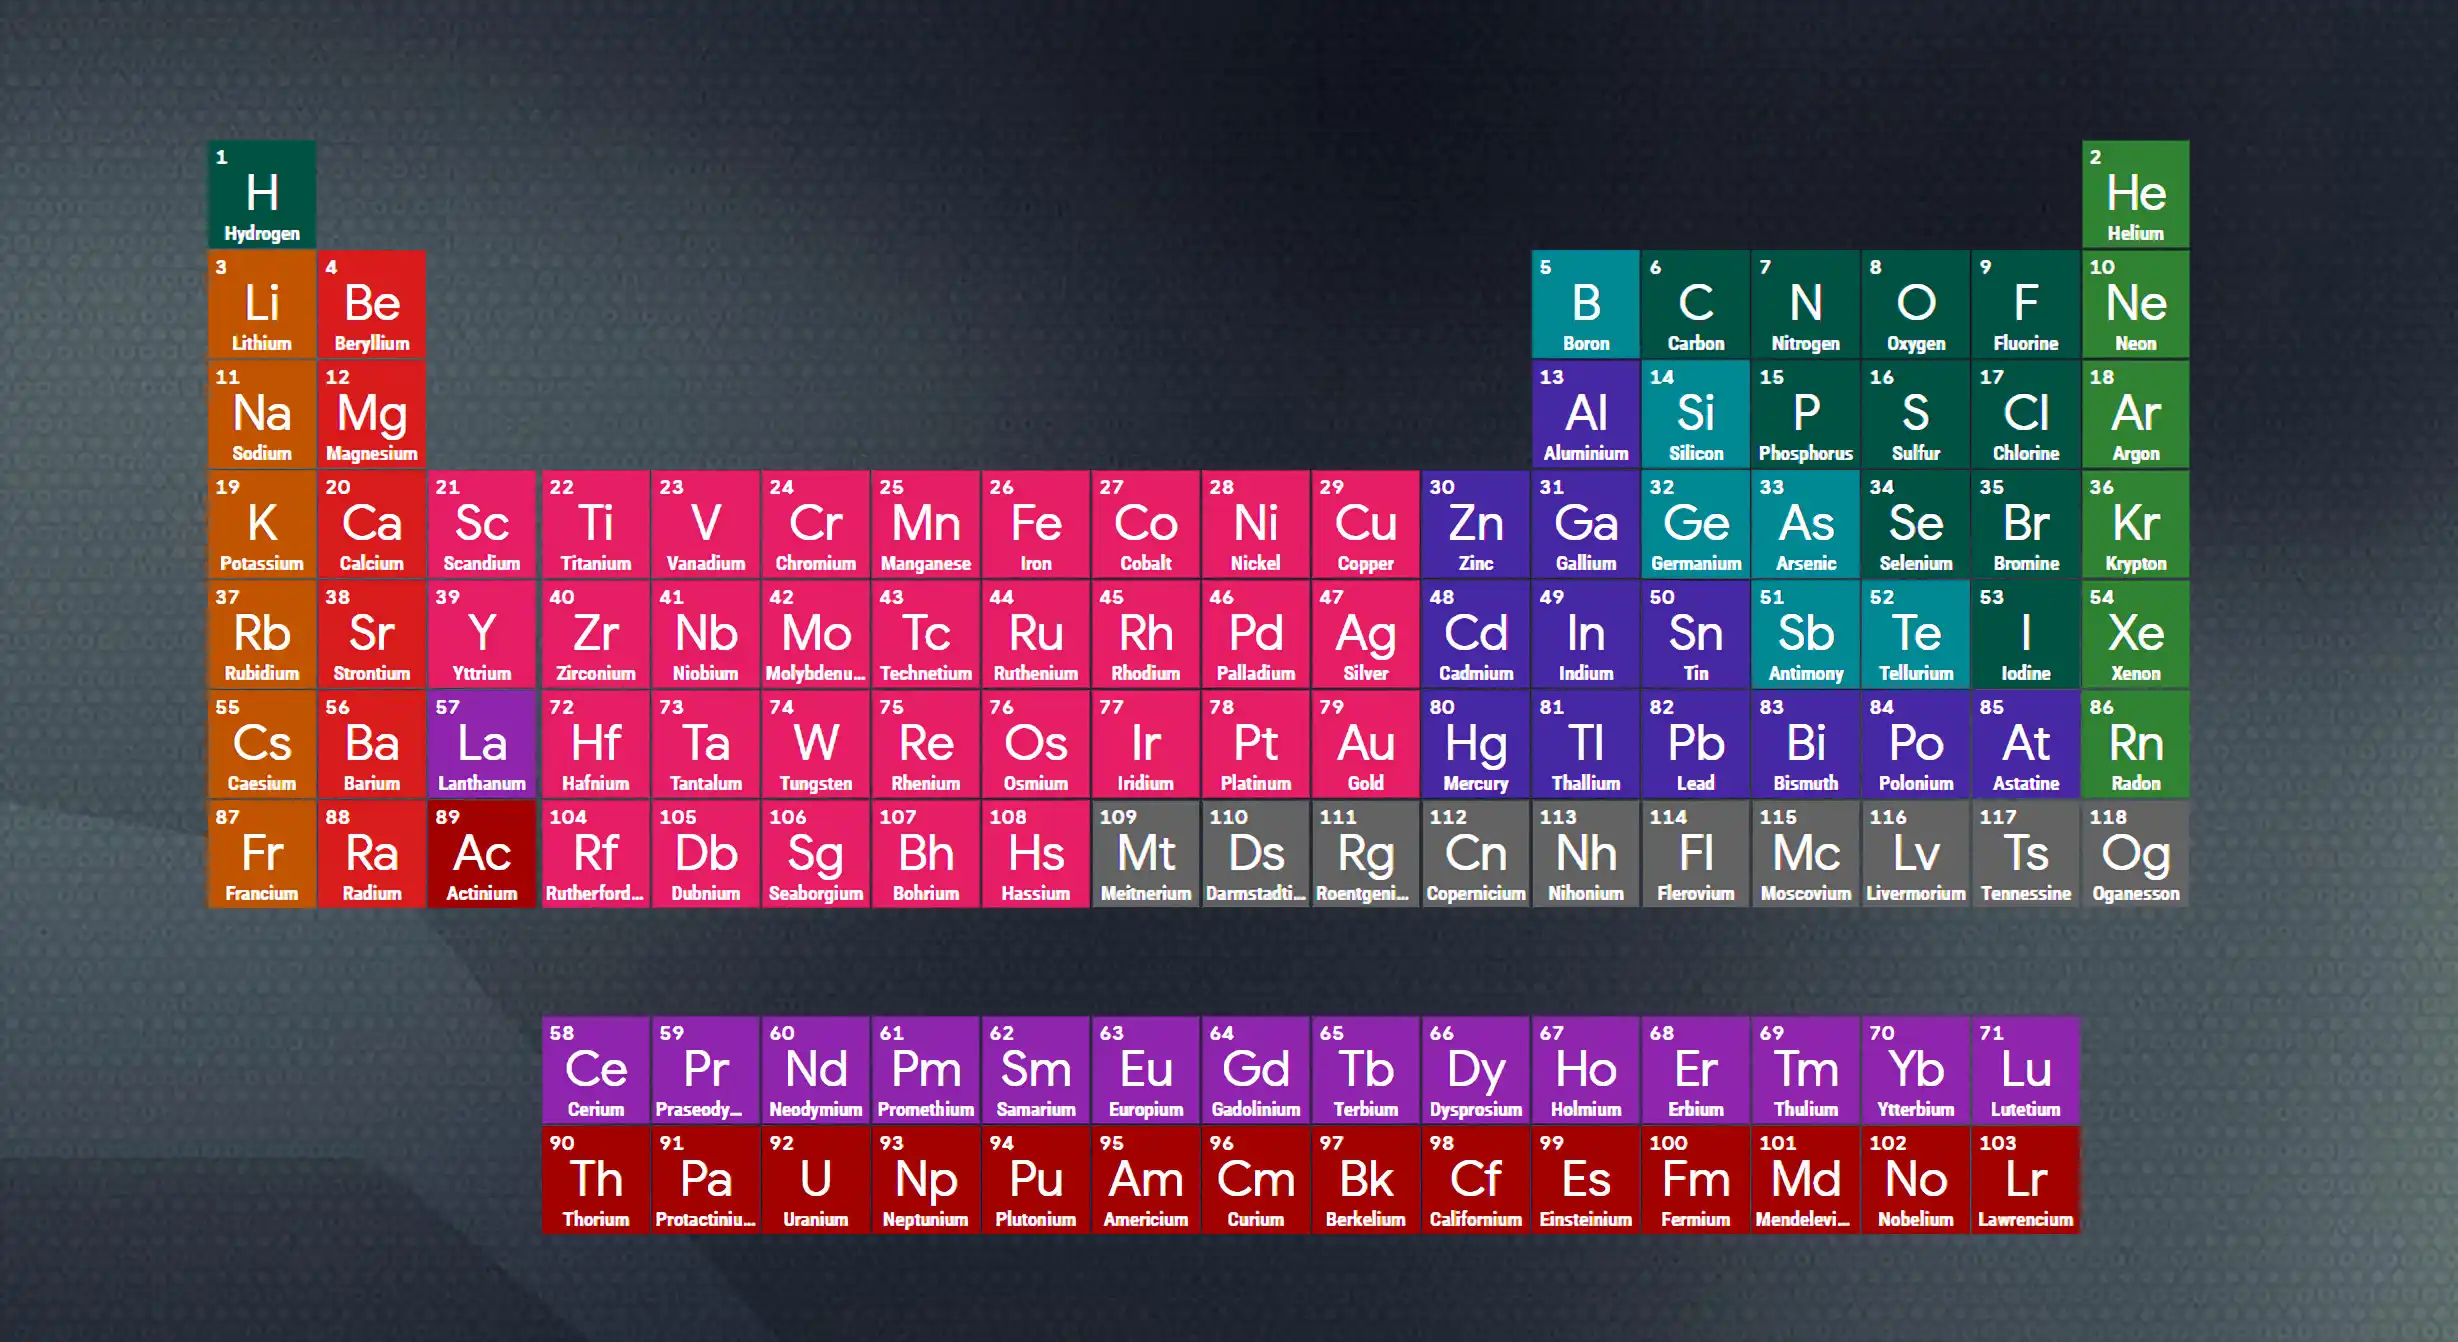 1 2
H He
Hydrogen Helium
3 4 5 6 7 8 9 10
Li Be B C N O F Ne
Lithium Beryllium Boron Carbon Nitrogen Oxygen Fluorine Neon
11 12 13 14 15 16 17 18
Na Mg Al Si P S Cl Ar
Sodium Magnesium Aluminium Silicon Phosphorus Sulfur Chlorine Argon
19 20 21 22 23 24 25 26 27 28 29 30 31 32 33 34 35 36
K Ca Sc Ti V Cr Mn Fe Co Ni Cu Zn Ga Ge As Se Br Kr
Potassium Calcium Scandium Titanium Vanadium Chromium Manganese Iron Cobalt Nickel Copper Zinc Gallium Germanium Arsenic Selenium Bromine Krypton
37 38 39 40 41 42 43 44 45 46 47 48 49 50 51 52 53 54
Rb Sr Y Zr Nb Mo Tc Ru Rh Pd Ag Cd In Sn Sb Te I Xe
Rubidium Strontium Yttrium Zirconium Niobium Molybdenu... Technetium Ruthenium Rhodium Palladium Silver Cadmium Indium Tin Antimony Tellurium Iodine Xenon
55 56 57 72 73 74 75 76 77 78 79 80 81 82 83 84 85 86
Cs Ba La Hf Ta W Re Os Ir Pt Au Hg Tl Pb Bi Po At Rn
Caesium Barium Lanthanum Hafnium Tantalum Tungsten Rhenium Osmium Iridium Platinum Gold Mercury Thallium Lead Bismuth Polonium Astatine Radon
87 88 89 104 105 106 107 108 109 110 111 112 113 114 115 116 117 118
Fr Ra Ac Rf Db Sg Bh Hs Mt Ds Rg Cn Nh Fl Mc Lv Ts Og
Francium Radium Actinium Rutherford... Dubnium Seaborgium Bohrium Hassium Meitnerium Darmstadti... Roentgeni... Copernicium Nihonium Flerovium Moscovium Livermorium Tennessine Oganesson
58 59 60 61 62 63 64 65 66 67 68 69 70 71
Ce Pr Nd Pm Sm Eu Gd Tb Dy Ho Er Tm Yb Lu
Cerium Praseody... Neodymium Promethium Samarium Europium Gadolinium Terbium Dysprosium Holmium Erbium Thulium Ytterbium Lutetium
90 91 92 93 94 95 96 97 98 99 100 101 102 103
Th Pa U Np Pu Am Cm Bk Cf Es Fm Md No Lr
Thorium Protactiniu... Uranium Neptunium Plutonium Americium Curium Berkelium Californium Einsteinium Fermium Mendelevi... Nobelium Lawrencium